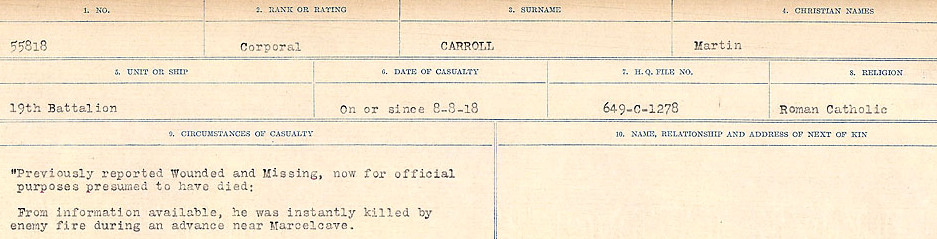 1. NO. 2. RANK OR RATING 3. SURNAME 4. CHRISTIAN NAMES
55818 Corporal CARROLL Martin
5. UNIT OR SHIP 6. DATE OF CASUALTY 7. H. Q. FILE NO. 8. RELIGION
19th Battalion On or since 8-8-18 649-C-1278 Roman Catholic
9. CIRCUMSTANCES OF CASUALTY 10. NAME, RELATIONSHIP AND ADDRESS OF NEXT OF KIN
"Previously reported Wounded and Missing, now for official
purposes presumed to have died;
From information available, he was instantly killed by
enemy fire during an advance near Marcelcave.